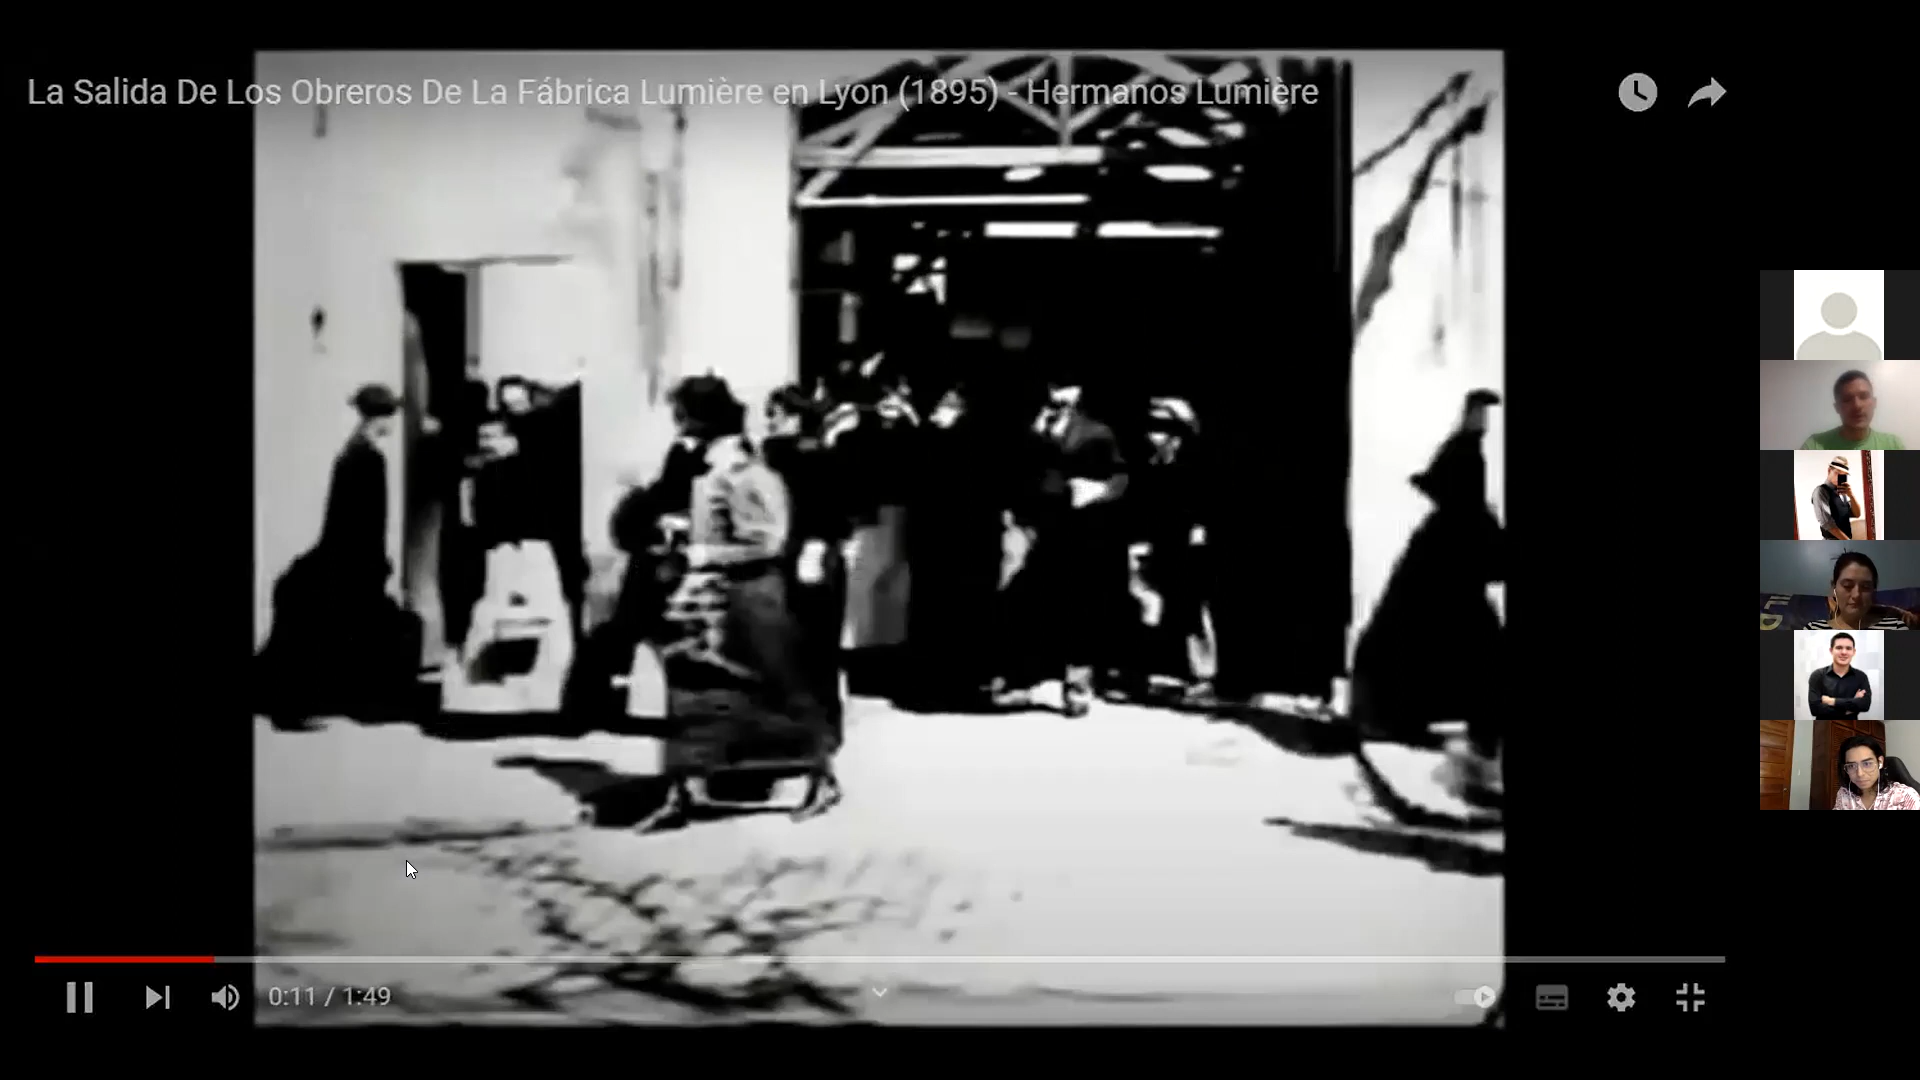 La Salida De Los Obreros De La Fábrica Lumière en Lyon (1895) - Hermanos Lumière
0:11 / 1:49